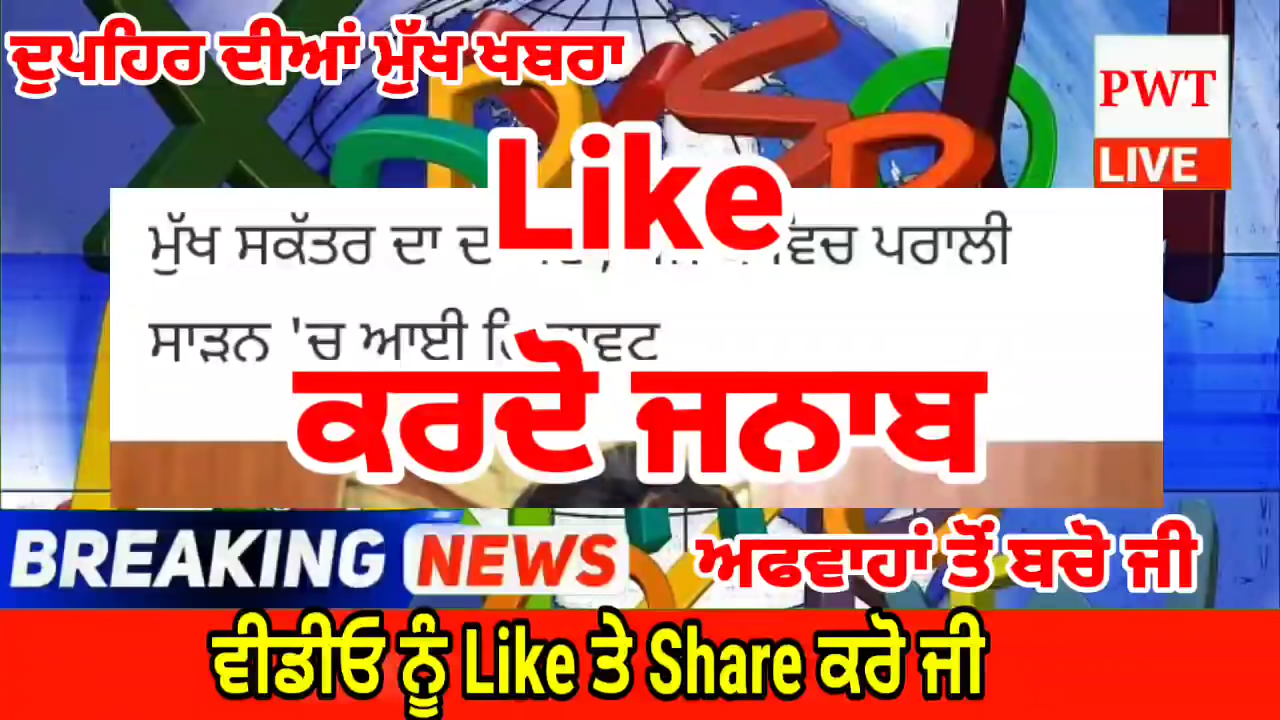 ਦੁਪਹਿਰ ਦੀਆਂ ਮੁੱਖ ਖਬਰਾ
PWT
LIVE
Like
ਮੁੱਖ ਸਕੱਤਰ ਦਾ ਪਰਾਲੀ
ਸਾੜਨ 'ਚ ਆਈ
ਕਰਦੋ ਜਨਾਬ
BREAKING NEWS
ਅਫਵਾਹਾਂ ਤੋਂ ਬਚੋ ਜੀ
ਵੀਡੀਓ ਨੂੰ Like ਤੇ Share ਕਰੋ ਜੀ